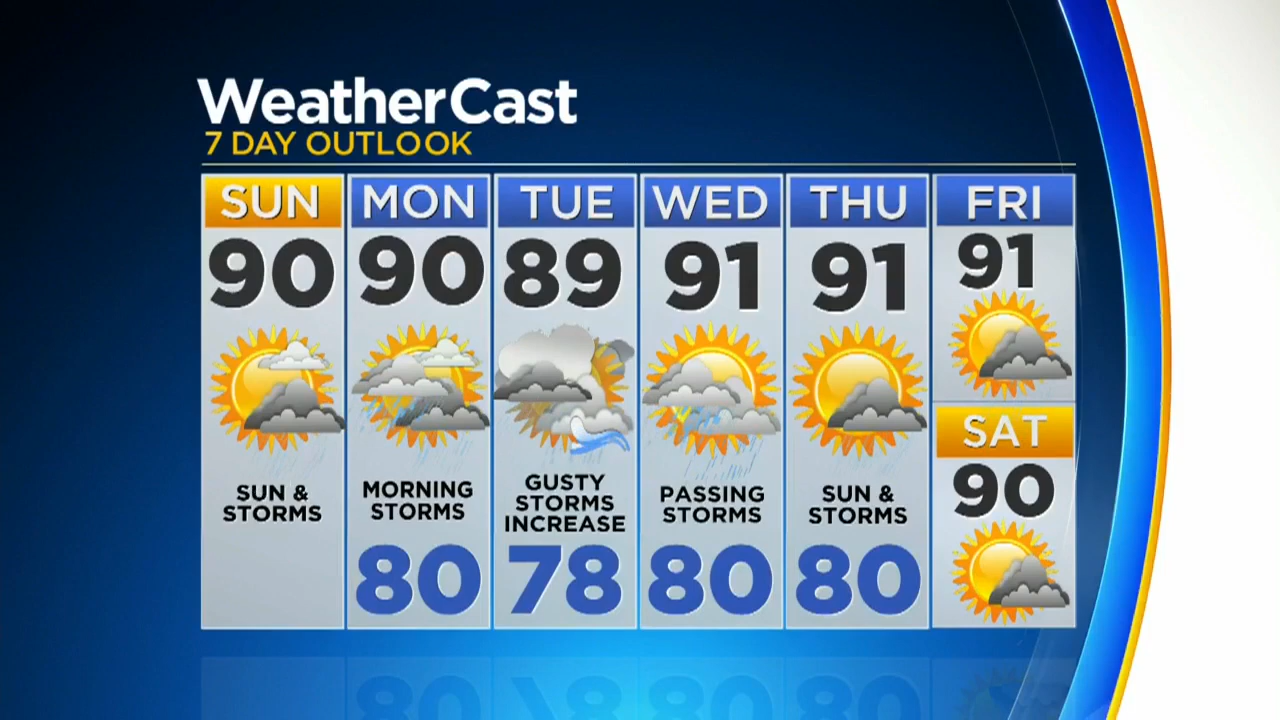 WeatherCast
7 DAY OUTLOOK
SUN
90
SUN &
STORMS
MON
90
MORNING
STORMS
80
TUE
89
GUSTY
STORMS
INCREASE
78
WED
91
PASSING
STORMS
80
THU
91
SUN &
STORMS
80
FRI
91
SAT
90